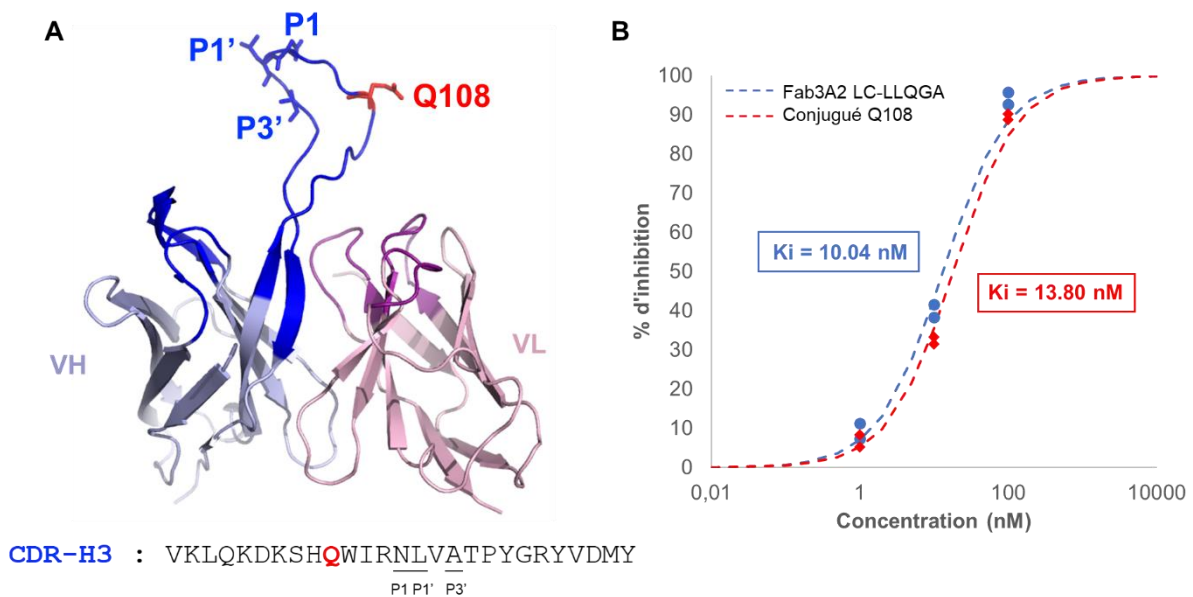 A
P1
P1’
Q108
P3’
VH
VL
CDR-H3 : VKLQKDKSHQWIRNLVATPYGRYVDMY
P1 P1’ P3’
B
100
90
80
70
60
50
40
30
20
10
0
% d'inhibition
Fab3A2 LC-LLQGA
Conjugué Q108
Ki = 10.04 nM
Ki = 13.80 nM
0,01
1
100
10000
Concentration (nM)